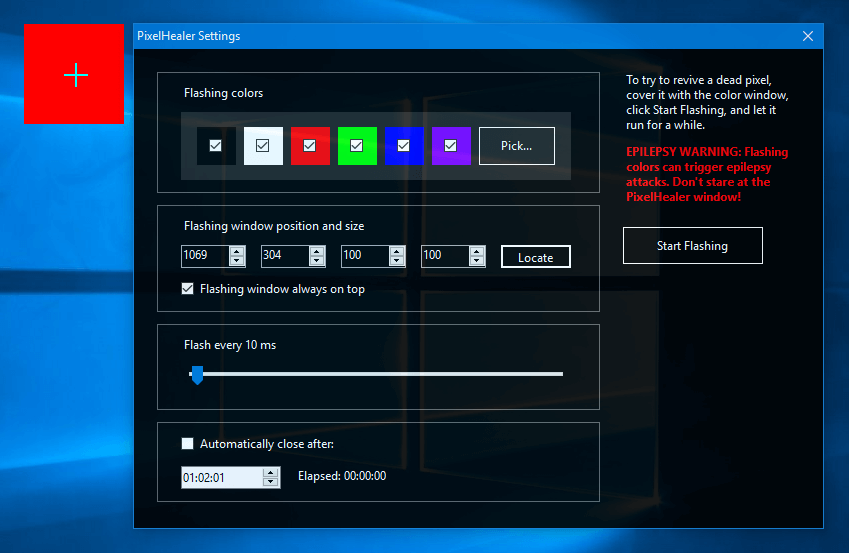 PixelHealer Settings
Flashing colors
Pick...
Flashing window position and size
1069
304
100
100
Locate
Flashing window always on top
Flash every 10 ms
Automatically close after:
01:02:01
Elapsed: 00:00:00
To try to revive a dead pixel,
cover it with the color window,
click Start Flashing, and let it
run for a while.
EPILEPSY WARNING: Flashing
colors can trigger epilepsy
attacks. Don't stare at the
PixelHealer window!
Start Flashing